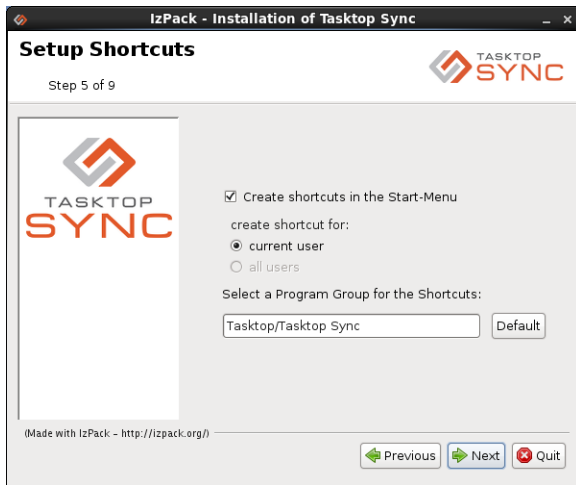 IzPack - Installation of Tasktop Sync
Setup Shortcuts
Step 5 of 9
TASKTOP
SYNC
TASKTOP
SYNC
Create shortcuts in the Start-Menu
create shortcut for:
current user
all users
Select a Program Group for the Shortcuts:
Tasktop/Tasktop Sync
Default
(Made with IzPack - http://izpack.org/)
Previous
Next
Quit